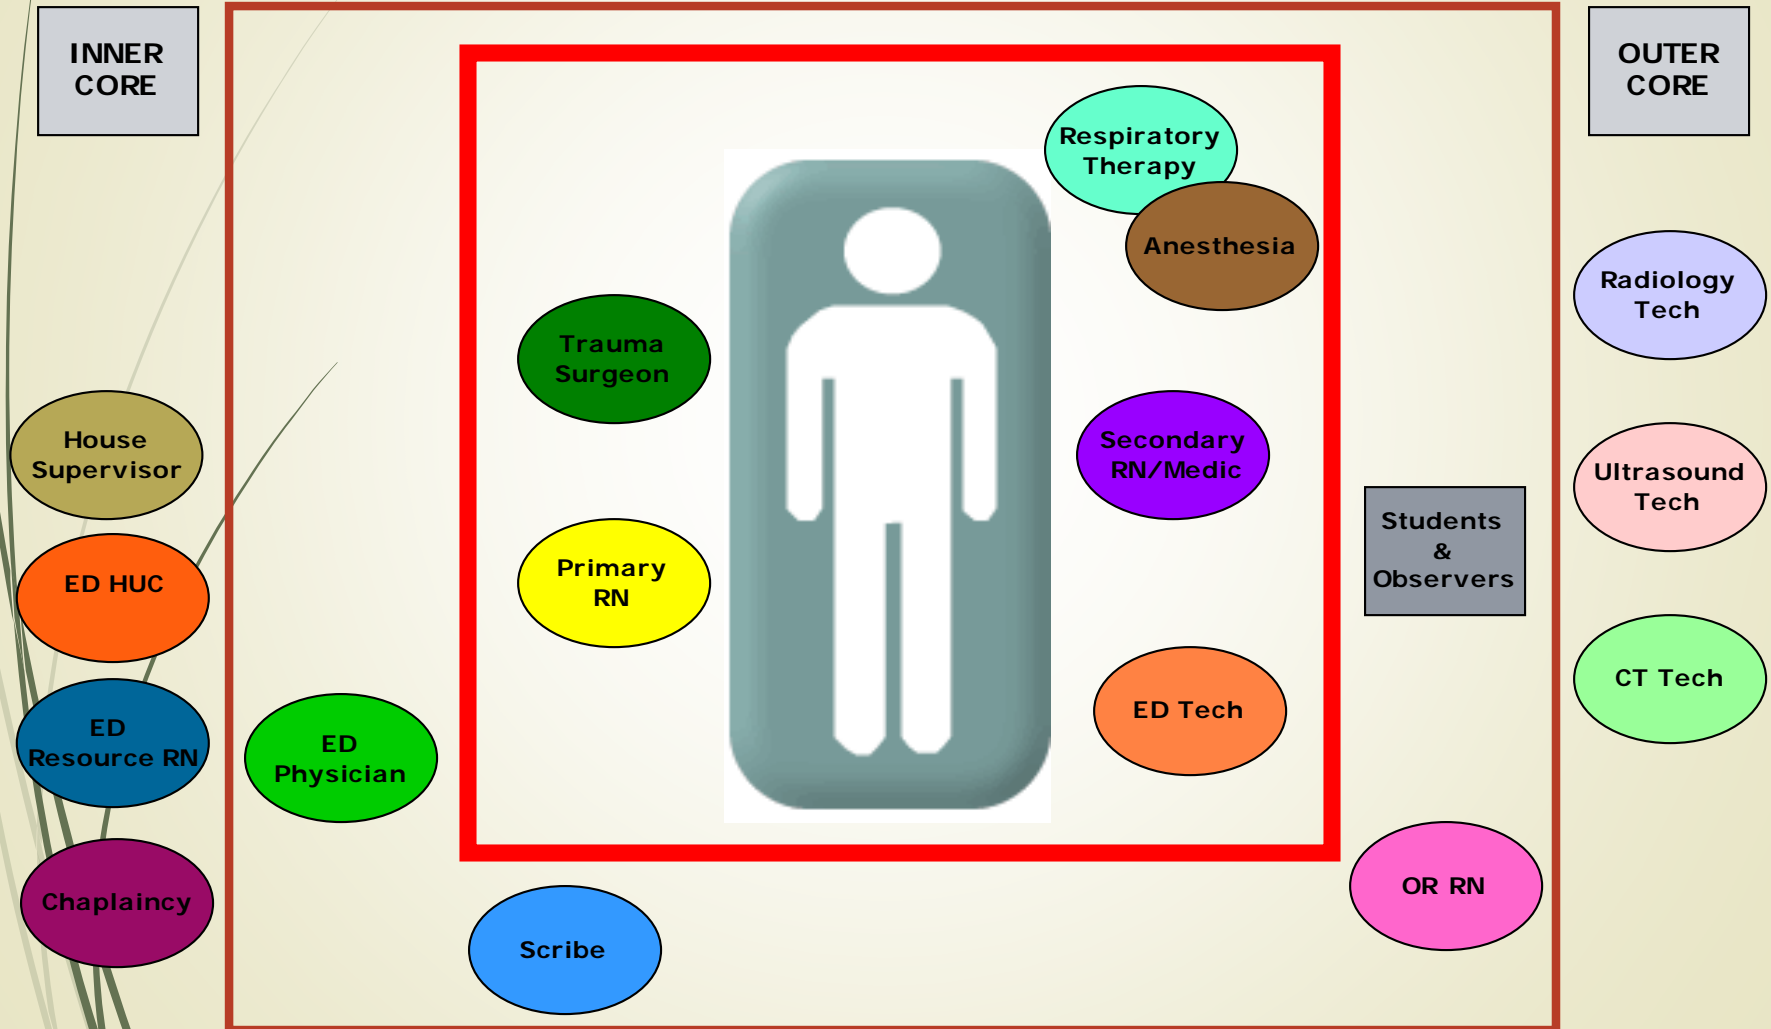 INNER
CORE
OUTER
CORE
Respiratory
Therapy
Anesthesia
Radiology
Tech
Trauma
Surgeon
House
Supervisor
Secondary
RN/Medic
Ultrasound
Tech
Students
&
Observers
ED HUC
Primary
RN
CT Tech
ED
Resource RN
ED
Physician
ED Tech
Chaplaincy
OR RN
Scribe